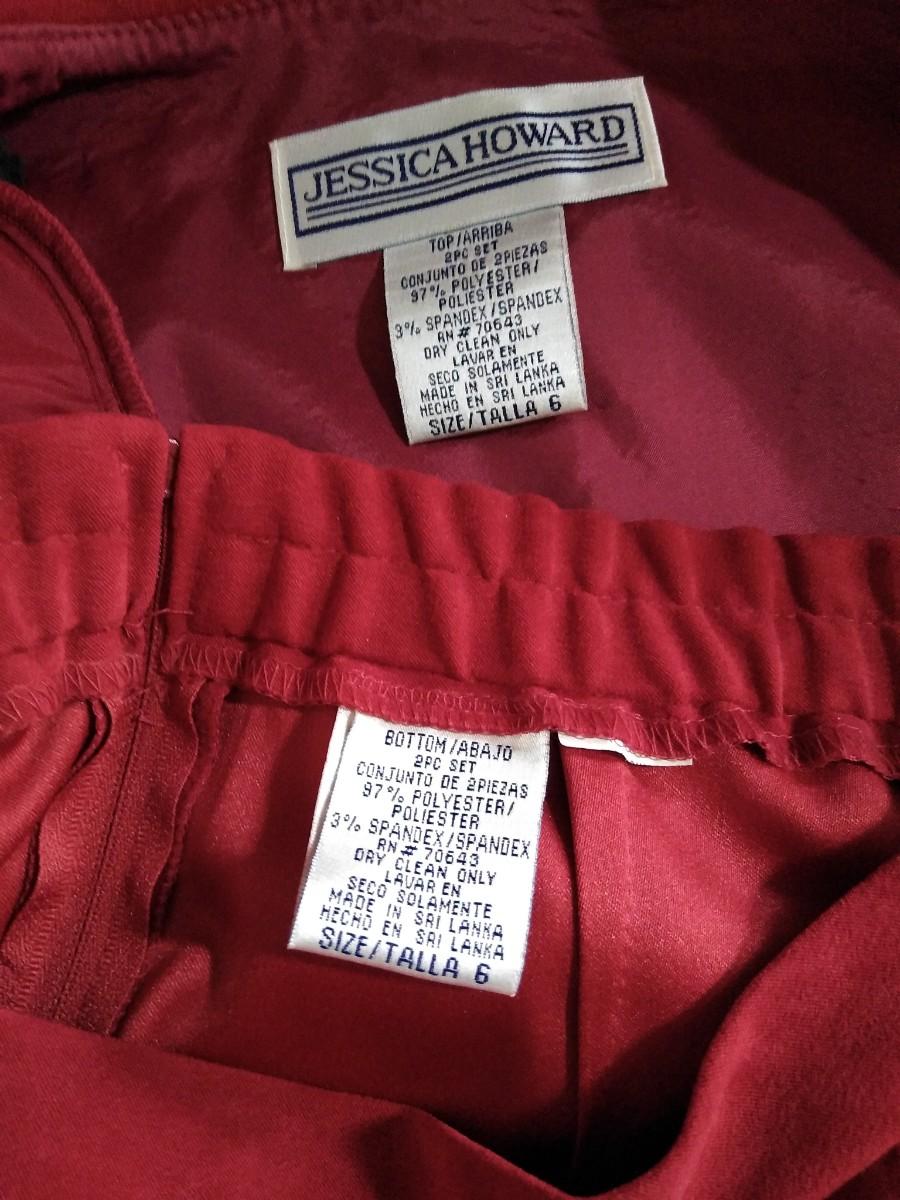 JESSICA HOWARD
TOP/ARRIBA
2PC SET
CONJUNTO DE 2PIEZAS
97% POLYESTER/
POLIESTER
3% SPANDEX/SPANDEX
RN# 70643
DRY CLEAN ONLY
LAVAR EN
SECO SOLAMENTE
MADE IN SRI LANKA
HECHO EN SRI LANKA
SIZE/TALLA 6
BOTTOM/ABAJO
2PC SET
CONJUNTO DE 2PIEZAS
97% POLYESTER/
POLIESTER
3% SPANDEX/SPANDEX
RN# 70643
DRY CLEAN ONLY
LAVAR EN
SECO SOLAMENTE
MADE IN SRI LANKA
HECHO EN SRI LANKA
SIZE/TALLA 6